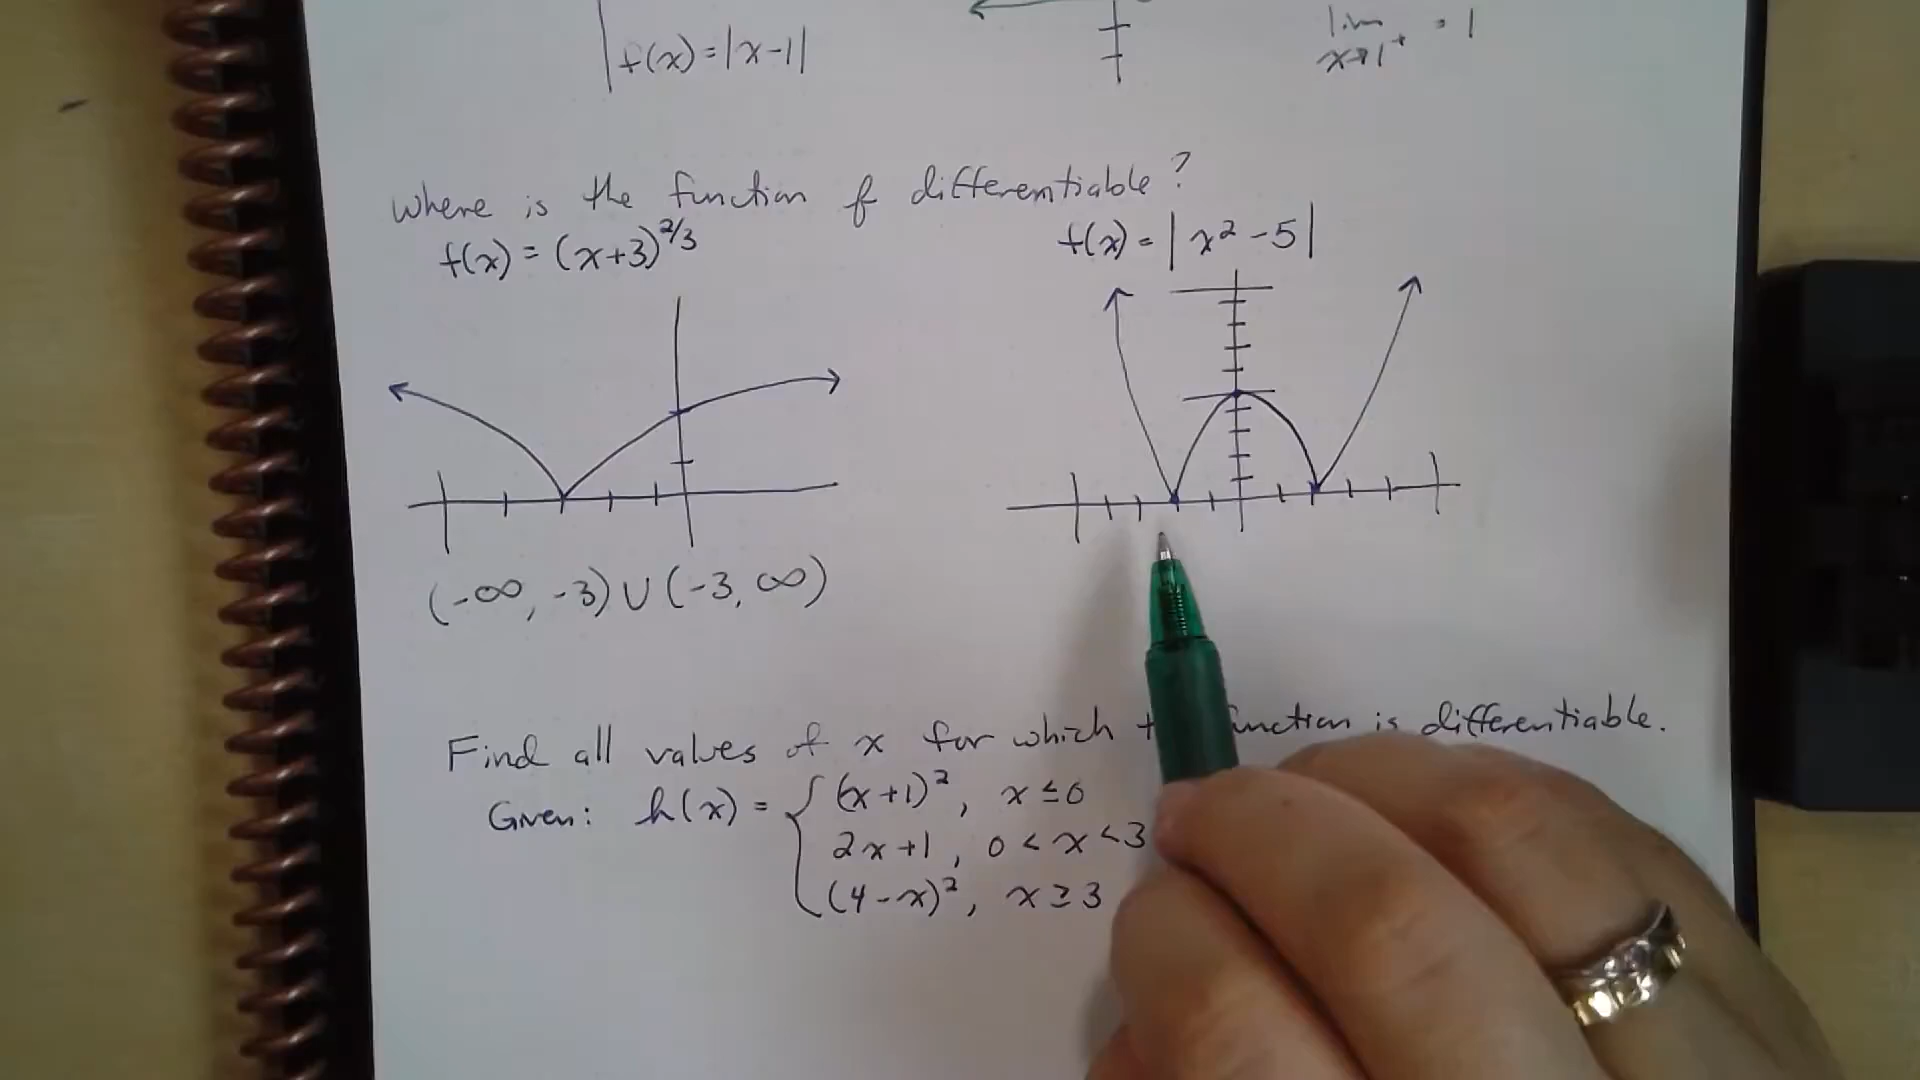 f(x) = |x-1|
lim = 1
x→1⁺
Where is the function f differentiable?
f(x) = (x+3)^2/3
f(x) = |x² - 5|
(-∞, -3) ∪ (-3, ∞)
Find all values of x for which function is differentiable.
Given: h(x) = { (x+1)², x ≤ 0
2x+1, 0 < x < 3
(4-x)², x ≥ 3